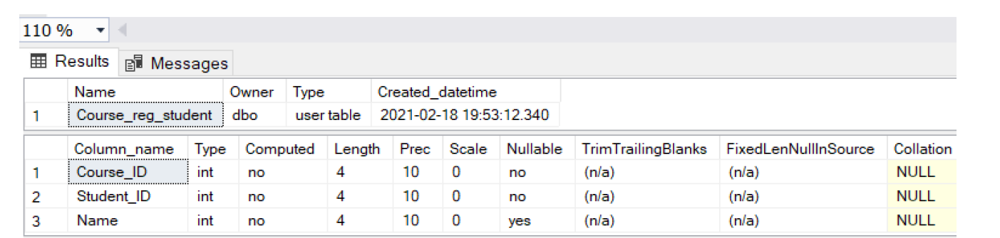 110 %
Results Messages
Name Owner Type Created_datetime
1 Course_reg_student dbo user table 2021-02-18 19:53:12.340
Column_name Type Computed Length Prec Scale Nullable TrimTrailingBlanks FixedLenNullInSource Collation
1 Course_ID int no 4 10 0 no (n/a) (n/a) NULL
2 Student_ID int no 4 10 0 no (n/a) (n/a) NULL
3 Name int no 4 10 0 yes (n/a) (n/a) NULL